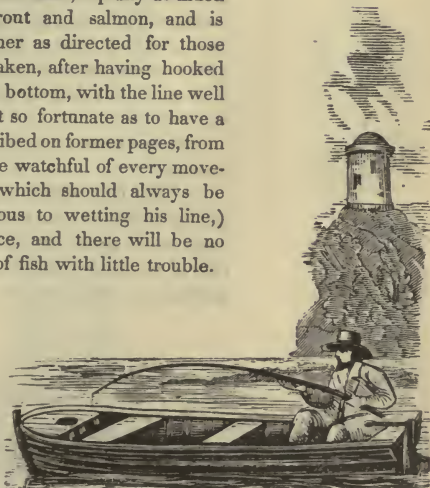 rout and salmon, and is
ner as directed for those
aken, after having hooked
bottom, with the line well
t so fortunate as to have a
ibed on former pages, from
e watchful of every move-
which should always be
ous to wetting his line,)
ce, and there will be no
of fish with little trouble.